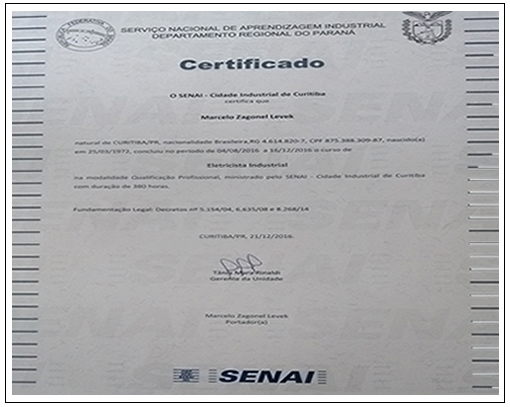 SERVIÇO NACIONAL DE APRENDIZAGEM INDUSTRIAL
DEPARTAMENTO REGIONAL DO PARANÁ
Certificado
O SENAI - Cidade Industrial de Curitiba
certifica que
Marcelo Zagonel Levek
natural de CURITIBA/PR, nacionalidade Brasileira,RG 4.614.820-7, CPF 875.388.309-87, nascido(a)
em 25/03/1972, concluiu no período de 04/08/2016 a 16/12/2016 o curso de
Eletricista Industrial
na modalidade Qualificação Profissional, ministrado pelo SENAI - Cidade Industrial de Curitiba
com duração de 380 horas.
Fundamentação Legal: Decretos nº 5.154/04, 6.635/08 e 8.268/14
CURITIBA/PR, 21/12/2016.
Tânia Mara Rinaldi
Gerente da Unidade
Marcelo Zagonel Levek
Portador(a)
SENAI